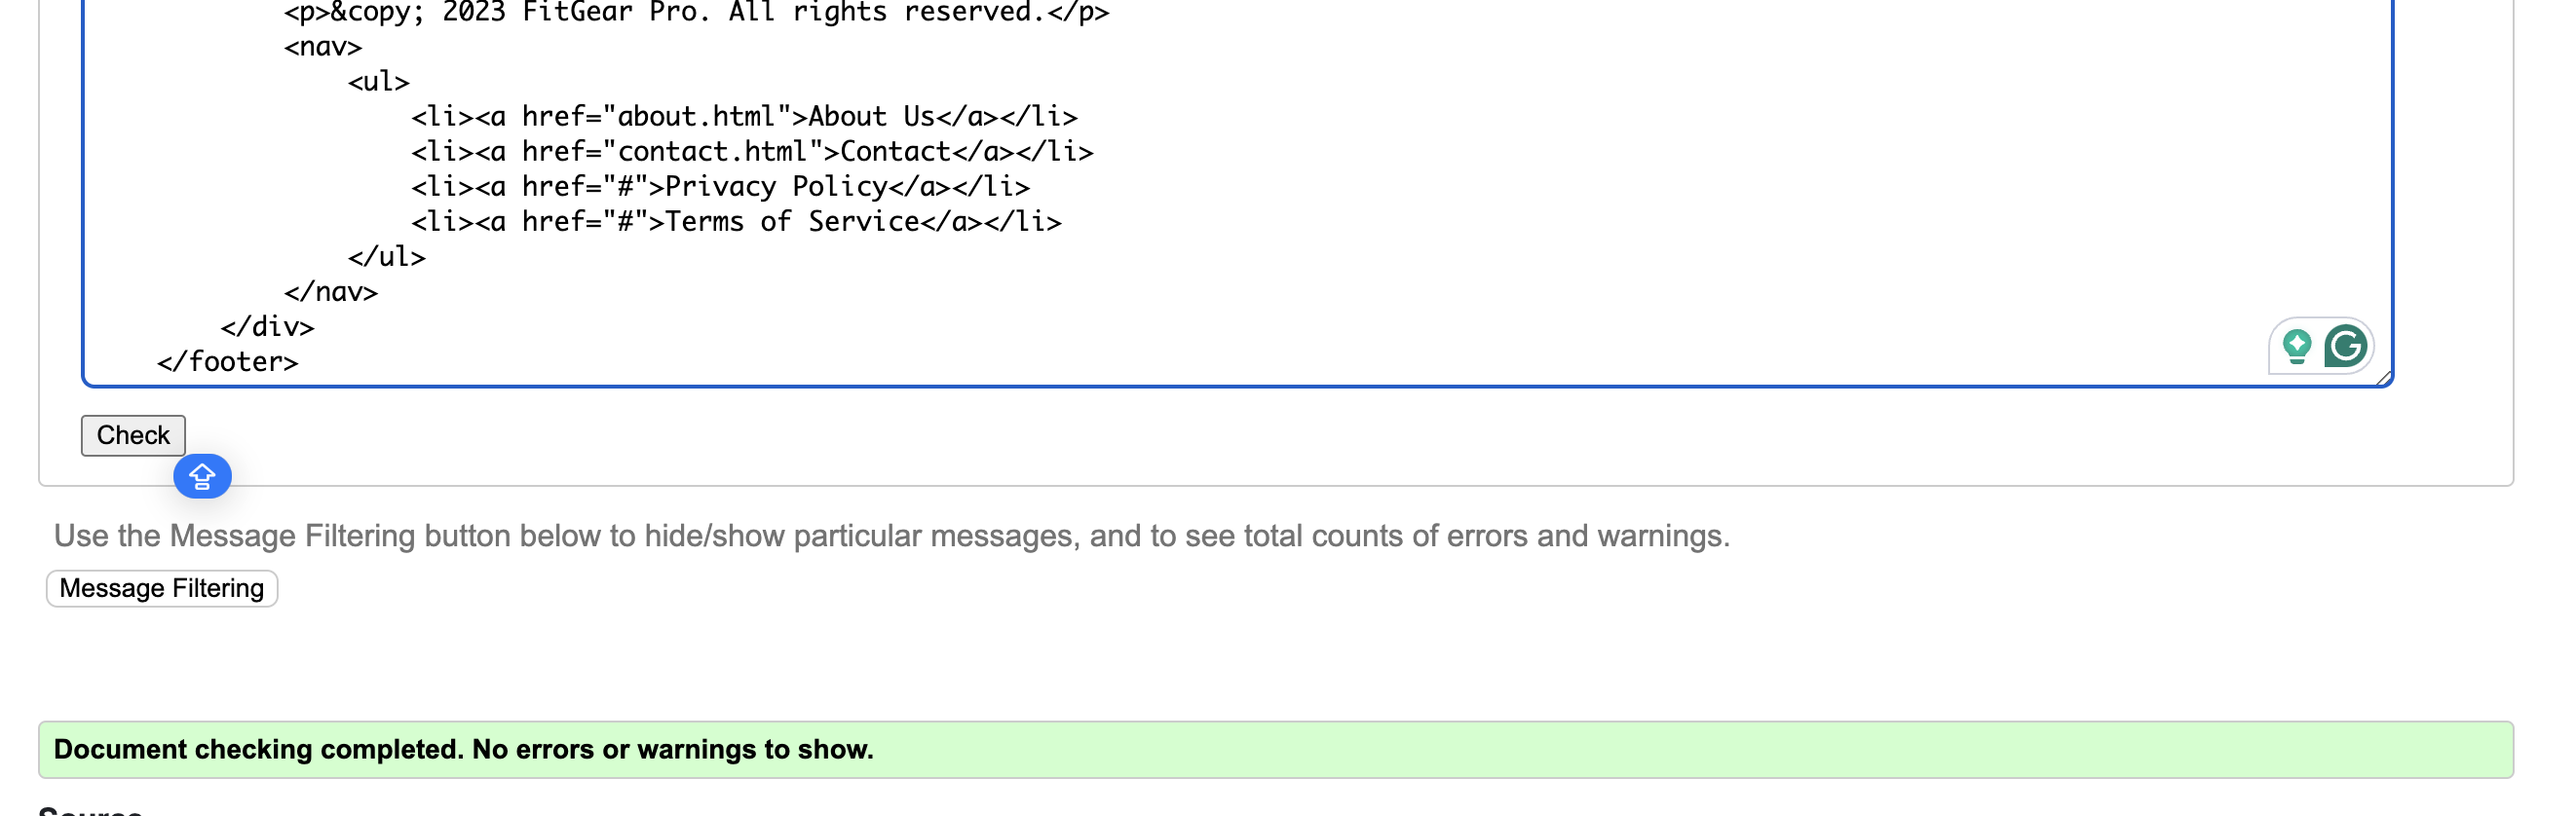 <p>&copy; 2023 FitGear Pro. All rights reserved.</p>
<nav>
<ul>
<li><a href="about.html">About Us</a></li>
<li><a href="contact.html">Contact</a></li>
<li><a href="#">Privacy Policy</a></li>
<li><a href="#">Terms of Service</a></li>
</ul>
</nav>
</div>
</footer>
Check
Use the Message Filtering button below to hide/show particular messages, and to see total counts of errors and warnings.
Message Filtering
Document checking completed. No errors or warnings to show.
Source